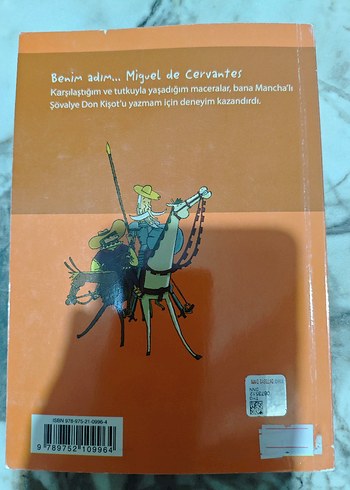 Benim adım... Miguel de Cervantes
Karşılaştığım ve tutkuyla yaşadığım maceralar, bana Mancha'lı
Şövalye Don Kişot'u yazmam için deneyim kazandırdı.
ISBN 978-975-21-0996-4
9 789752 109964